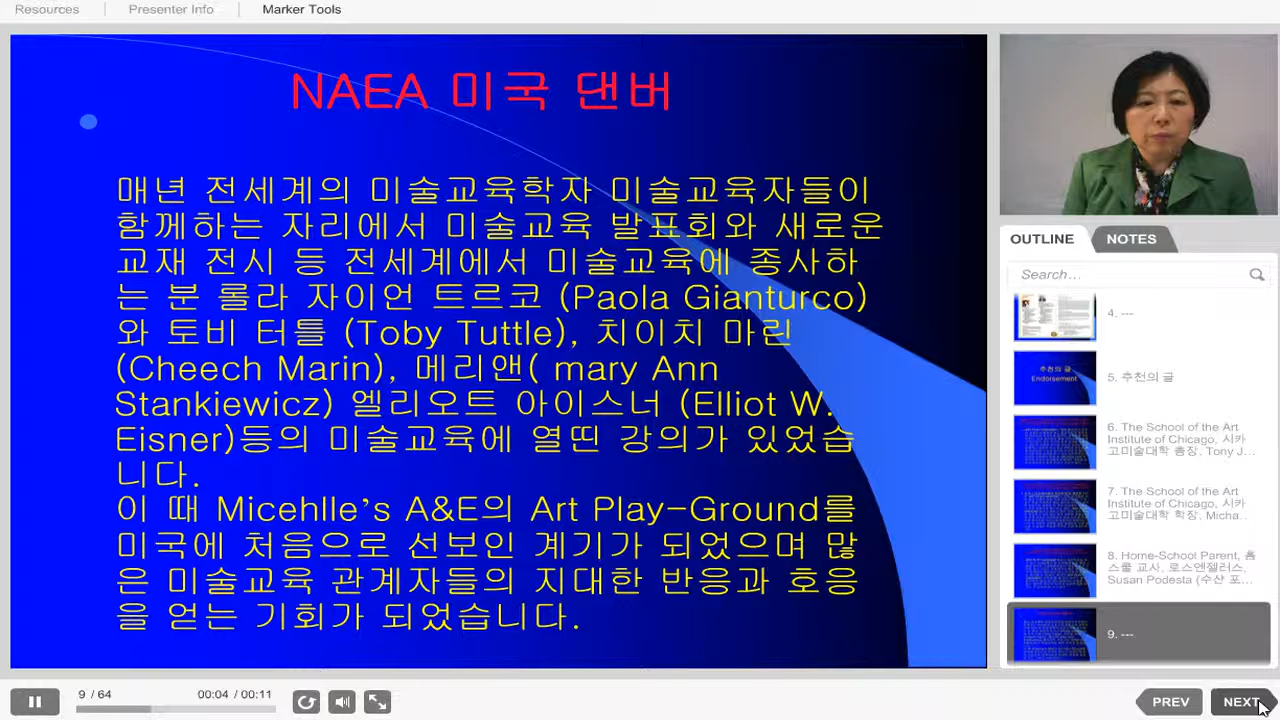 Resources
Presenter Info
Marker Tools
NAEA 미국 댄버
매년 전세계의 미술교육학자 미술교육자들이
함께하는 자리에서 미술교육 발표회와 새로운
교재 전시 등 전세계에서 미술교육에 종사하
는 분 롤라 자이언 트르코 (Paola Gianturco)
와 토비 터틀 (Toby Tuttle), 치이치 마린
(Cheech Marin), 메리앤( mary Ann
Stankiewicz) 엘리오트 아이스너 (Elliot W.
Eisner)등의 미술교육에 열띤 강의가 있었습
니다.
이 때 Micehlle's A&E의 Art Play-Ground를
미국에 처음으로 선보인 계기가 되었으며 많
은 미술교육 관계자들의 지대한 반응과 호응
을 얻는 기회가 되었습니다.
OUTLINE
NOTES
Search...
4. ---
추천의 글
Endorsement
5. 추천의 글
6. The School of the Art
Institute of Chicago, 시카
고미술대학 총장, Tony J...
7. The School of the Art
Institute of Chicago, 시카
고미술대학 학장, Micha...
8. Home-School Parent, 홈
스쿨 교사, 로스엔젤러스,
Susan Podesta (수산 포...
9. ---
9 / 64
00:04 / 00:11
PREV
NEXT